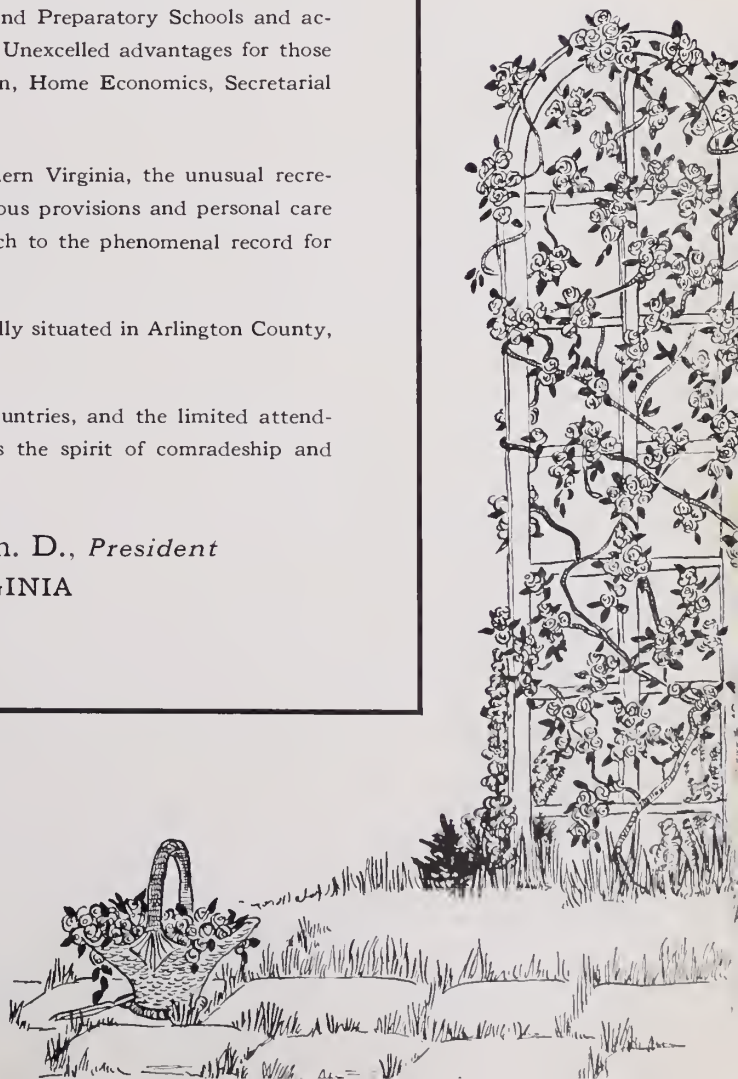 nd Preparatory Schools and ac-
Unexcelled advantages for those
n, Home Economics, Secretarial
ern Virginia, the unusual recre-
ous provisions and personal care
ch to the phenomenal record for
lly situated in Arlington County,
untries, and the limited attend-
s the spirit of comradeship and
h. D., President
GINIA